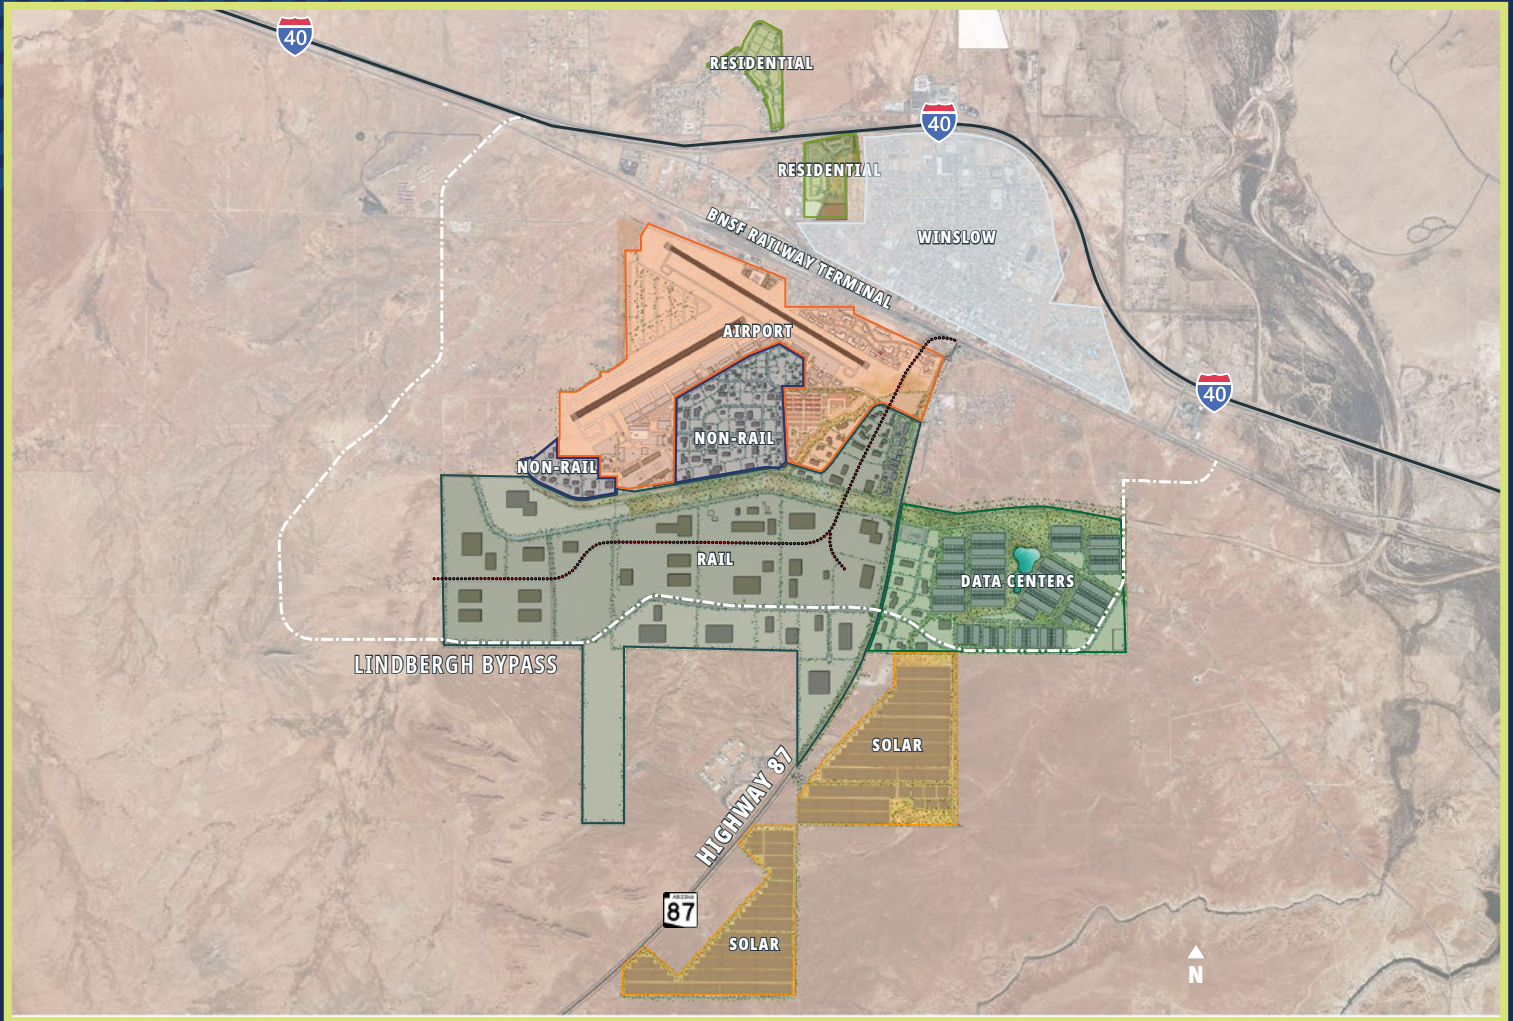 40
RESIDENTIAL
40
RESIDENTIAL
BNSF RAILWAY TERMINAL
WINSLOW
AIRPORT
40
NON-RAIL
NON-RAIL
RAIL
DATA CENTERS
LINDBERGH BYPASS
SOLAR
HIGHWAY 87
ARIZONA
87
SOLAR
N